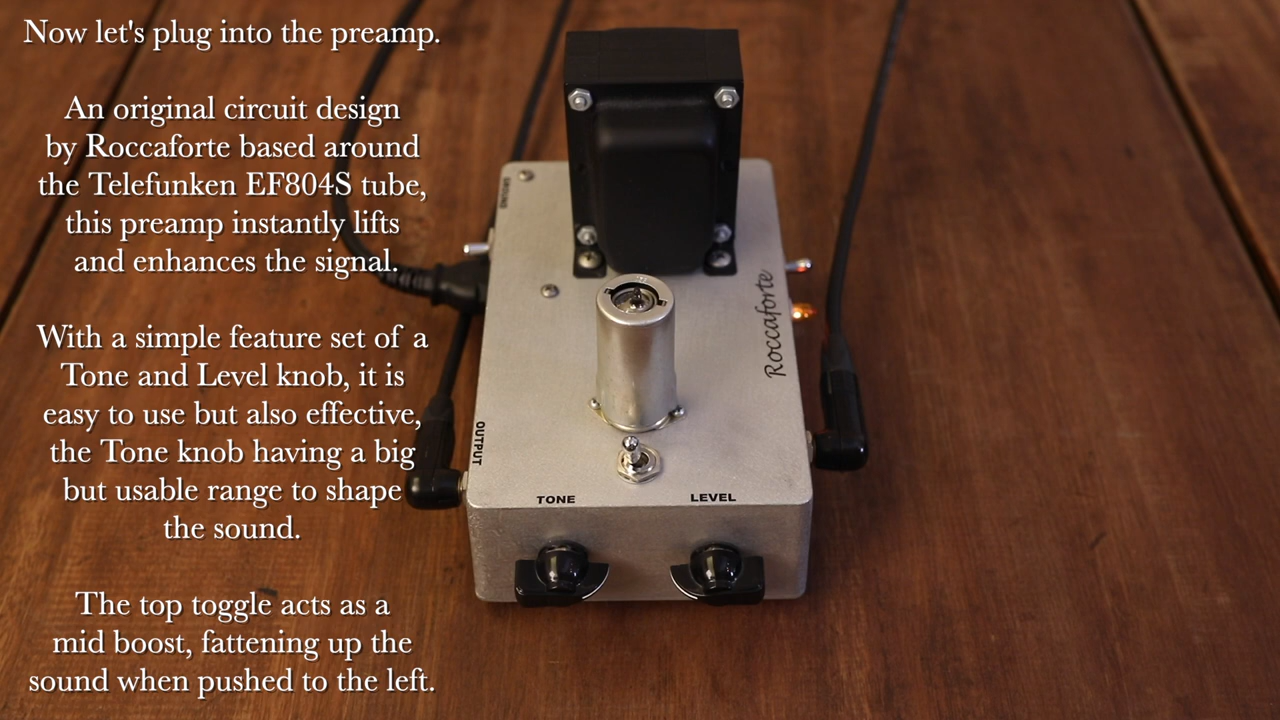 Now let's plug into the preamp.
An original circuit design
by Roccaforte based around
the Telefunken EF804S tube,
this preamp instantly lifts
and enhances the signal.
With a simple feature set of a
Tone and Level knob, it is
easy to use but also effective,
the Tone knob having a big
but usable range to shape
the sound.
The top toggle acts as a
mid boost, fattening up the
sound when pushed to the left.
GROUND
Roccaforte
OUTPUT
TONE
LEVEL